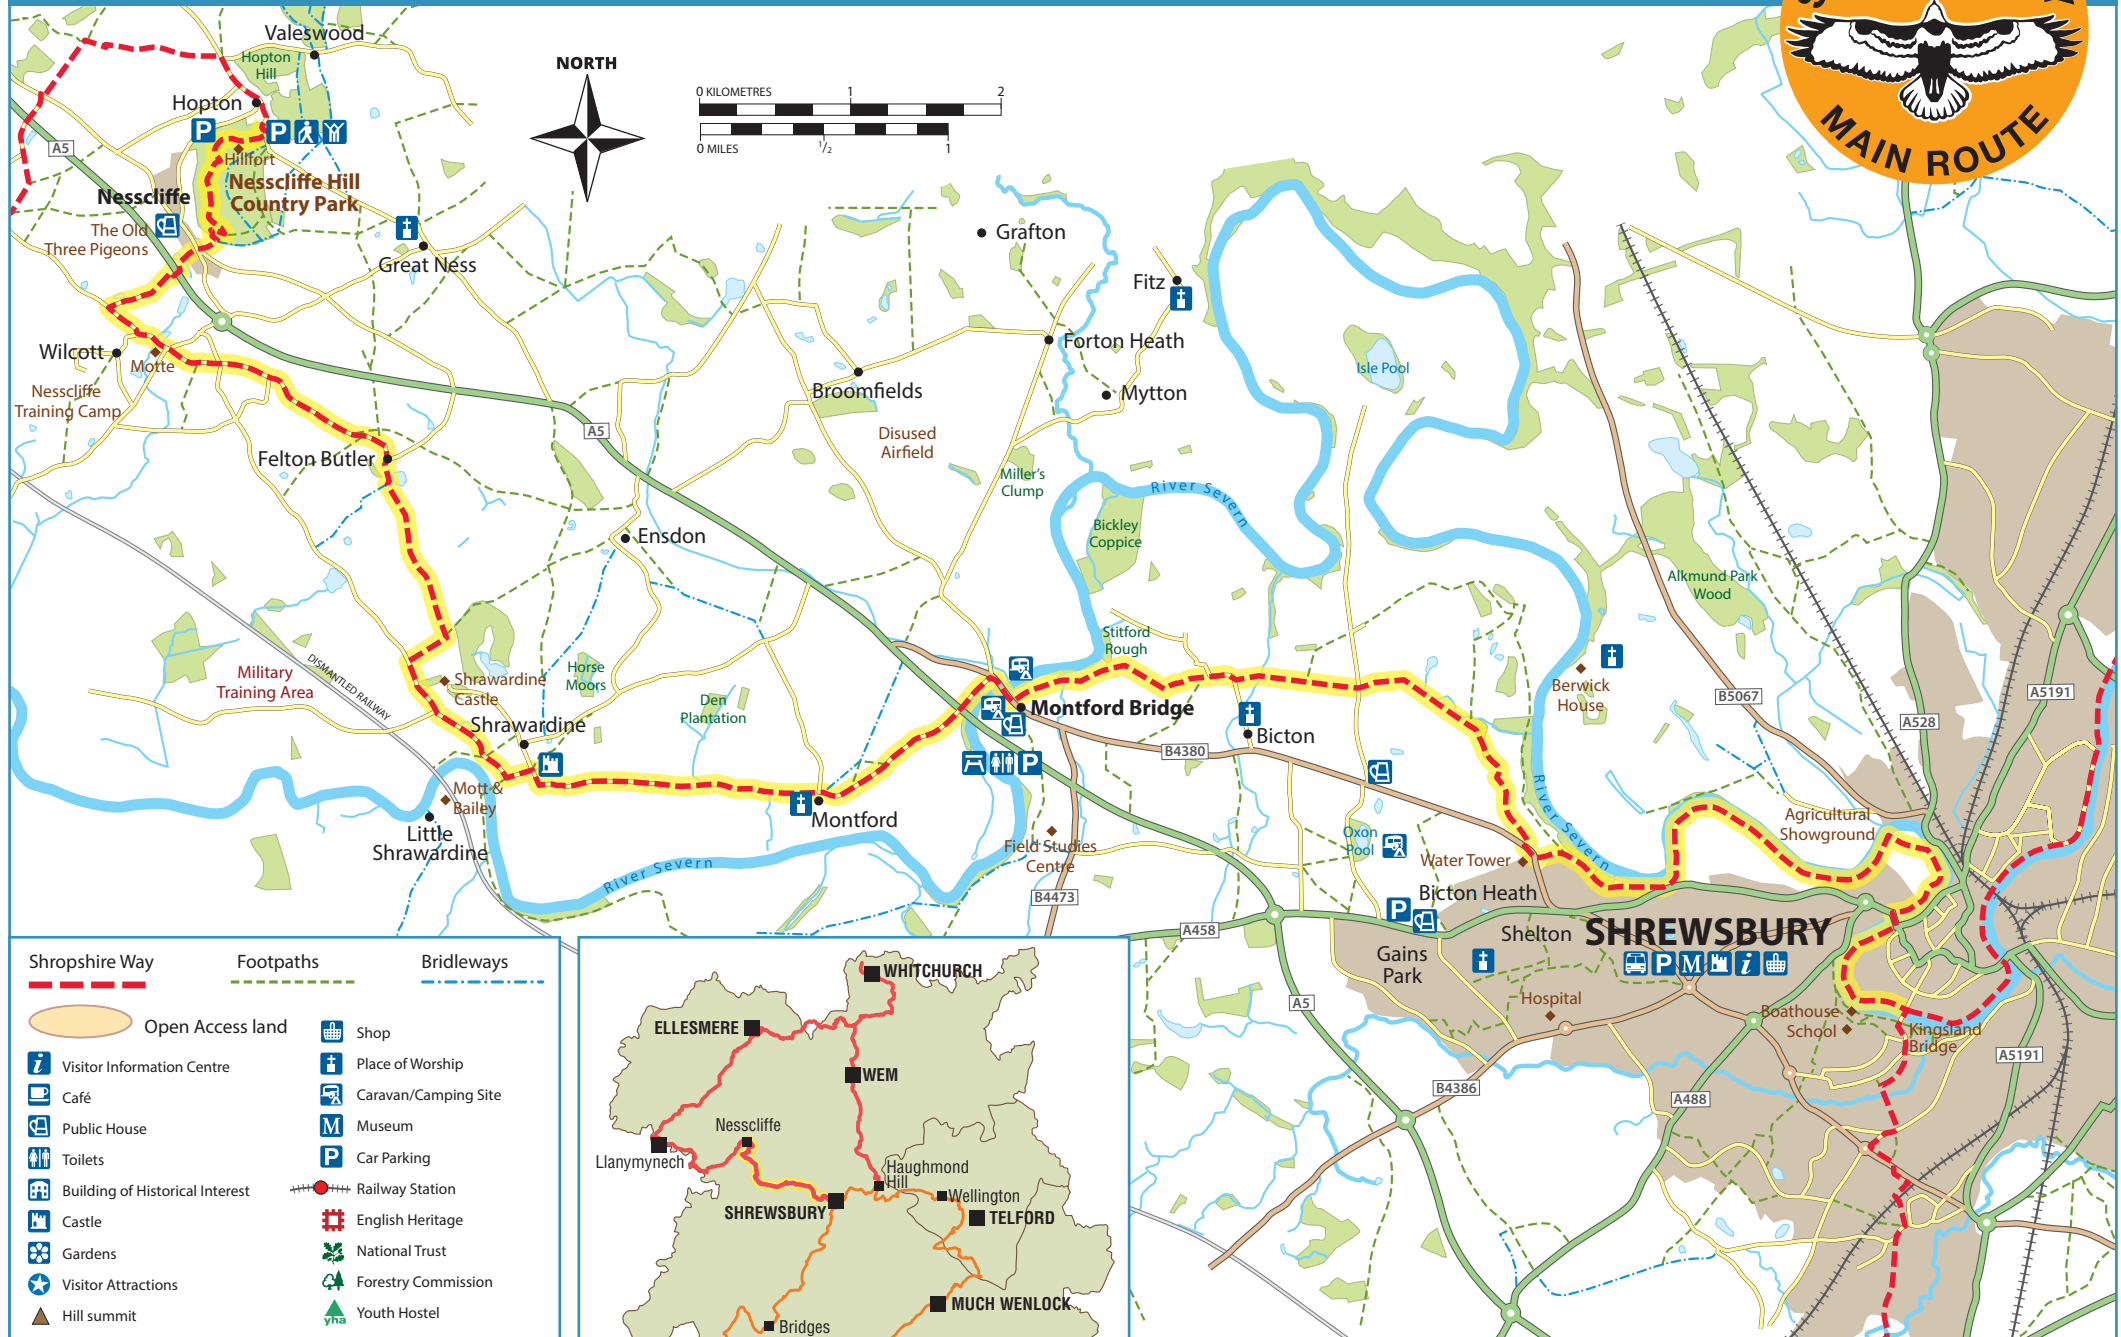 Valeswood
Hopton
Hill
Hopton
NORTH
0 KILOMETRES 1 2
0 MILES 1/2 1
MAIN ROUTE
A5
Hillfort
Nesscliffe Hill
Country Park
Nesscliffe
The Old
Three Pigeons
Great Ness
Grafton
Fitz
Wilcott
Motte
Nesscliffe
Training Camp
Forton Heath
Broomfields
Mytton
Isle Pool
A5
Disused
Airfield
Felton Butler
Miller's
Clump
River Severn
Bickley
Coppice
Ensdon
Alkmund Park
Wood
Military
Training Area
DISMANTLED RAILWAY
Shrawardine
Castle
Horse
Moors
Den
Plantation
Stitford
Rough
Berwick
House
B5067
A5191
A528
Shrawardine
Montford Bridge
Bicton
B4380
Mott &
Bailey
Little
Shrawardine
Montford
River Severn
Field Studies
Centre
B4473
Oxon
Pool
Water Tower
River Severn
Agricultural
Showground
Bicton Heath
A458
Shelton
SHREWSBURY
Gains
Park
A5
Hospital
Boathouse
School
Kingsland
Bridge
A5191
B4386
A488
Shropshire Way
Footpaths
Bridleways
Open Access land
Visitor Information Centre
Café
Public House
Toilets
Building of Historical Interest
Castle
Gardens
Visitor Attractions
Hill summit
Shop
Place of Worship
Caravan/Camping Site
Museum
Car Parking
Railway Station
English Heritage
National Trust
Forestry Commission
yha Youth Hostel
WHITCHURCH
ELLESMERE
WEM
Nesscliffe
Llanymynech
Haughmond
Hill
Wellington
SHREWSBURY
TELFORD
MUCH WENLOCK
Bridges